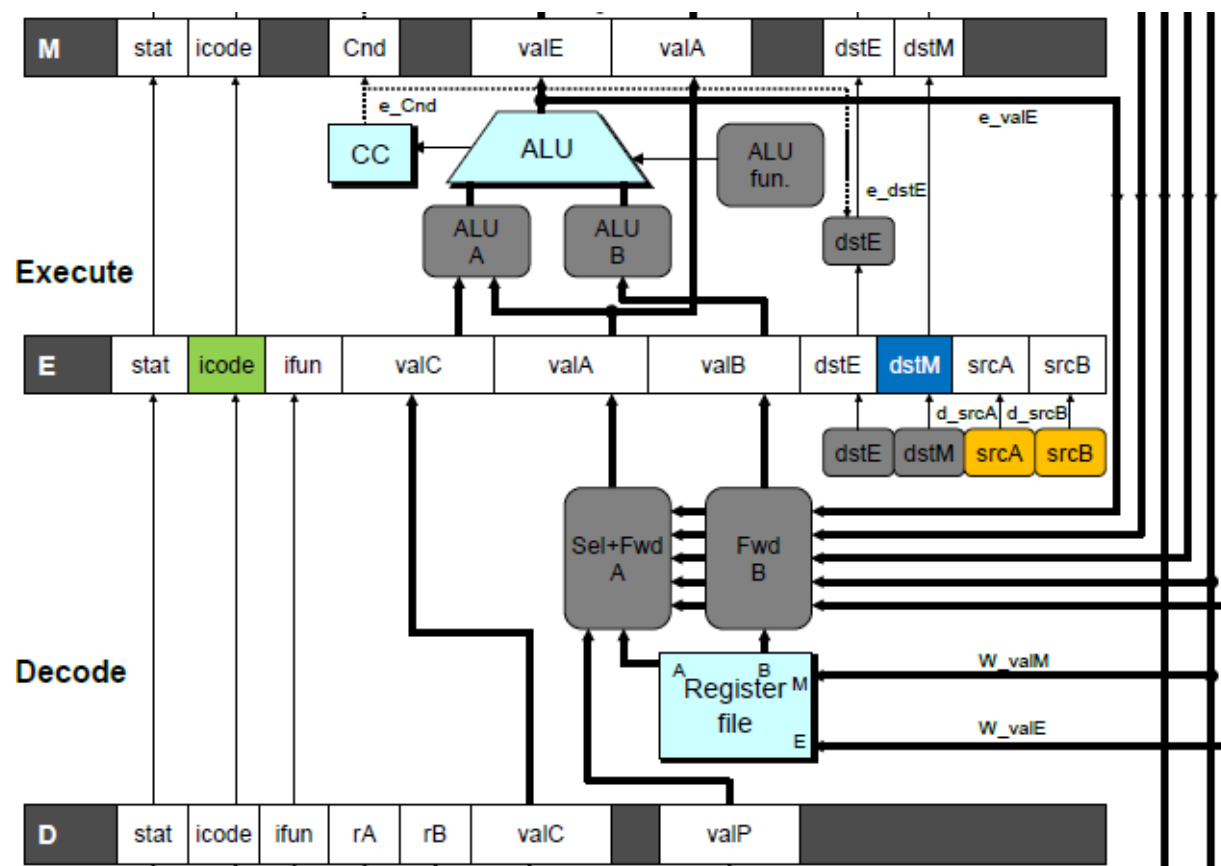 M stat icode Cnd valE valA dstE dstM
e_Cnd
e_valE
CC
ALU
ALU
fun.
e_dstE
ALU
A
ALU
B
dstE
Execute
E stat icode ifun valC valA valB dstE dstM srcA srcB
d_srcA d_srcB
dstE dstM srcA srcB
Sel+Fwd
A
Fwd
B
Decode
A B
Register M
file
E
W_valM
W_valE
D stat icode ifun rA rB valC valP